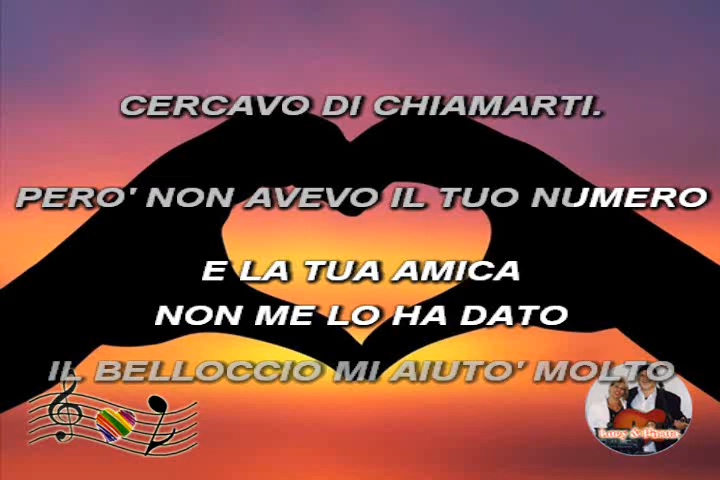 CERCAVO DI CHIAMARTI.
PERO' NON AVEVO IL TUO NUMERO
E LA TUA AMICA
NON ME LO HA DATO
IL BELLOCCIO MI AIUTO' MOLTO